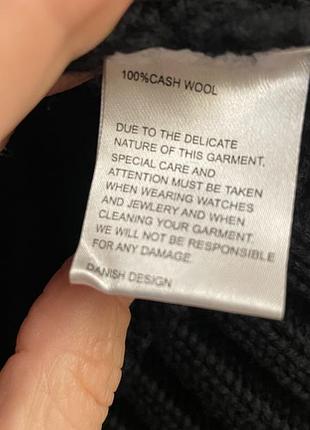 100%CASH WOOL
DUE TO THE DELICATE
NATURE OF THIS GARMENT,
SPECIAL CARE AND
ATTENTION MUST BE TAKEN
WHEN WEARING WATCHES
AND JEWLERY AND WHEN
CLEANING YOUR GARMENT.
WE WILL NOT BE RESPONSIBLE
FOR ANY DAMAGE.
DANISH DESIGN